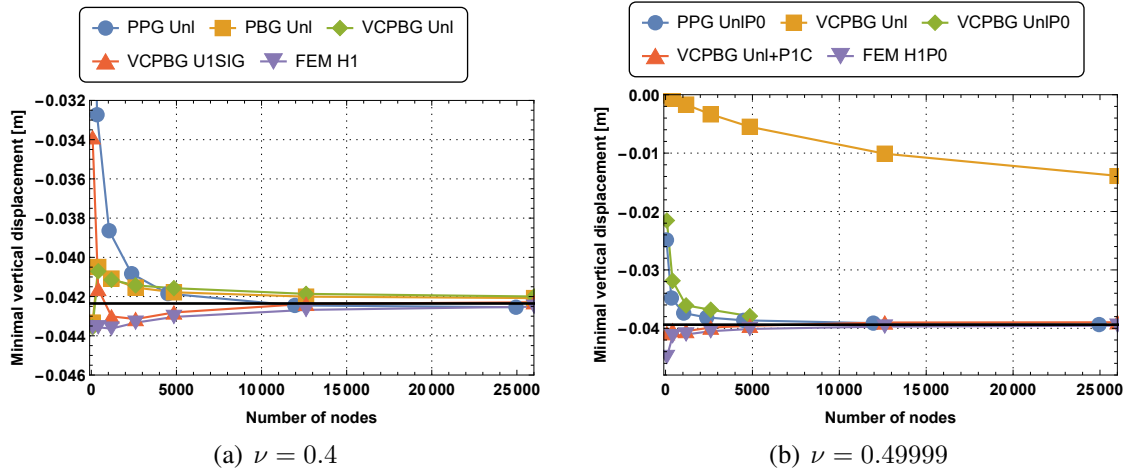 PPG Unl PBG Unl VCPBG Unl
VCPBG U1SIG FEM H1
Minimal vertical displacement [m]
−0.032
−0.034
−0.036
−0.038
−0.040
−0.042
−0.044
−0.046
0 5000 10 000 15 000 20 000 25 000
Number of nodes
(a) ν = 0.4
PPG UnlP0 VCPBG Unl VCPBG UnlP0
VCPBG Unl+P1C FEM H1P0
Minimal vertical displacement [m]
0.00
−0.01
−0.02
−0.03
−0.04
0 5000 10 000 15 000 20 000 25 000
Number of nodes
(b) ν = 0.49999